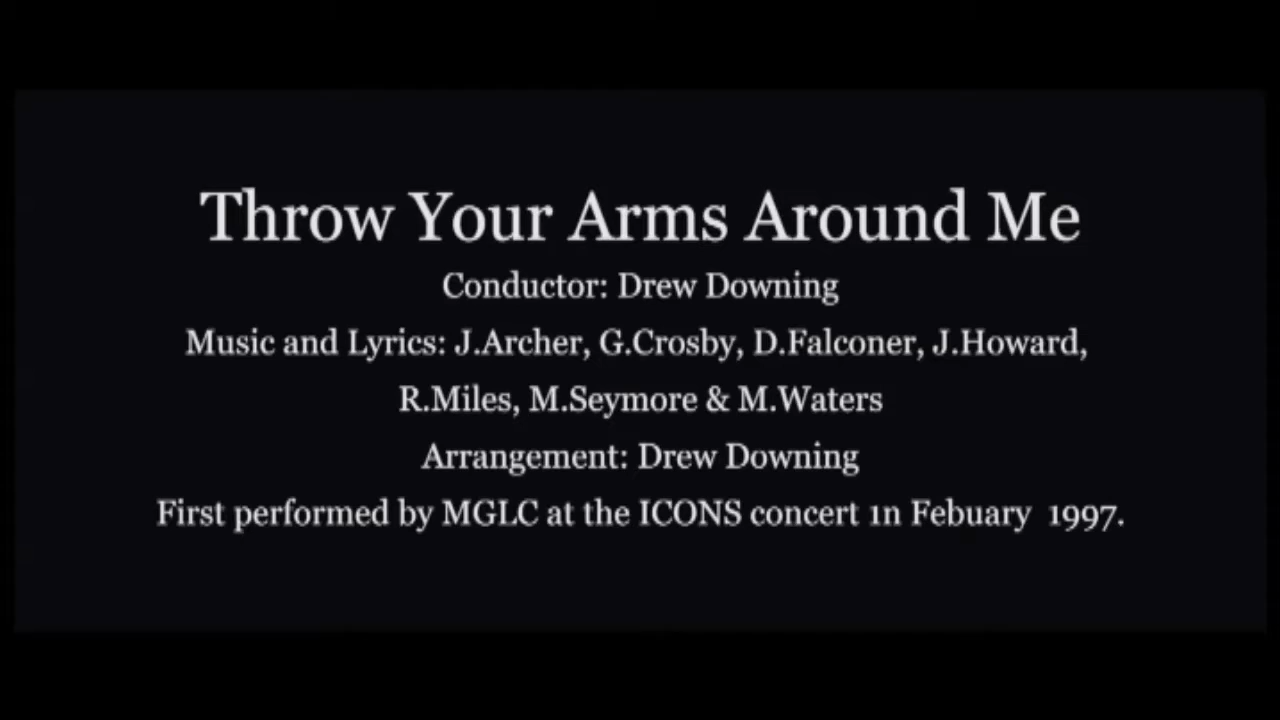 Throw Your Arms Around Me
Conductor: Drew Downing
Music and Lyrics: J.Archer, G.Crosby, D.Falconer, J.Howard,
R.Miles, M.Seymore & M.Waters
Arrangement: Drew Downing
First performed by MGLC at the ICONS concert 1n Febuary  1997.